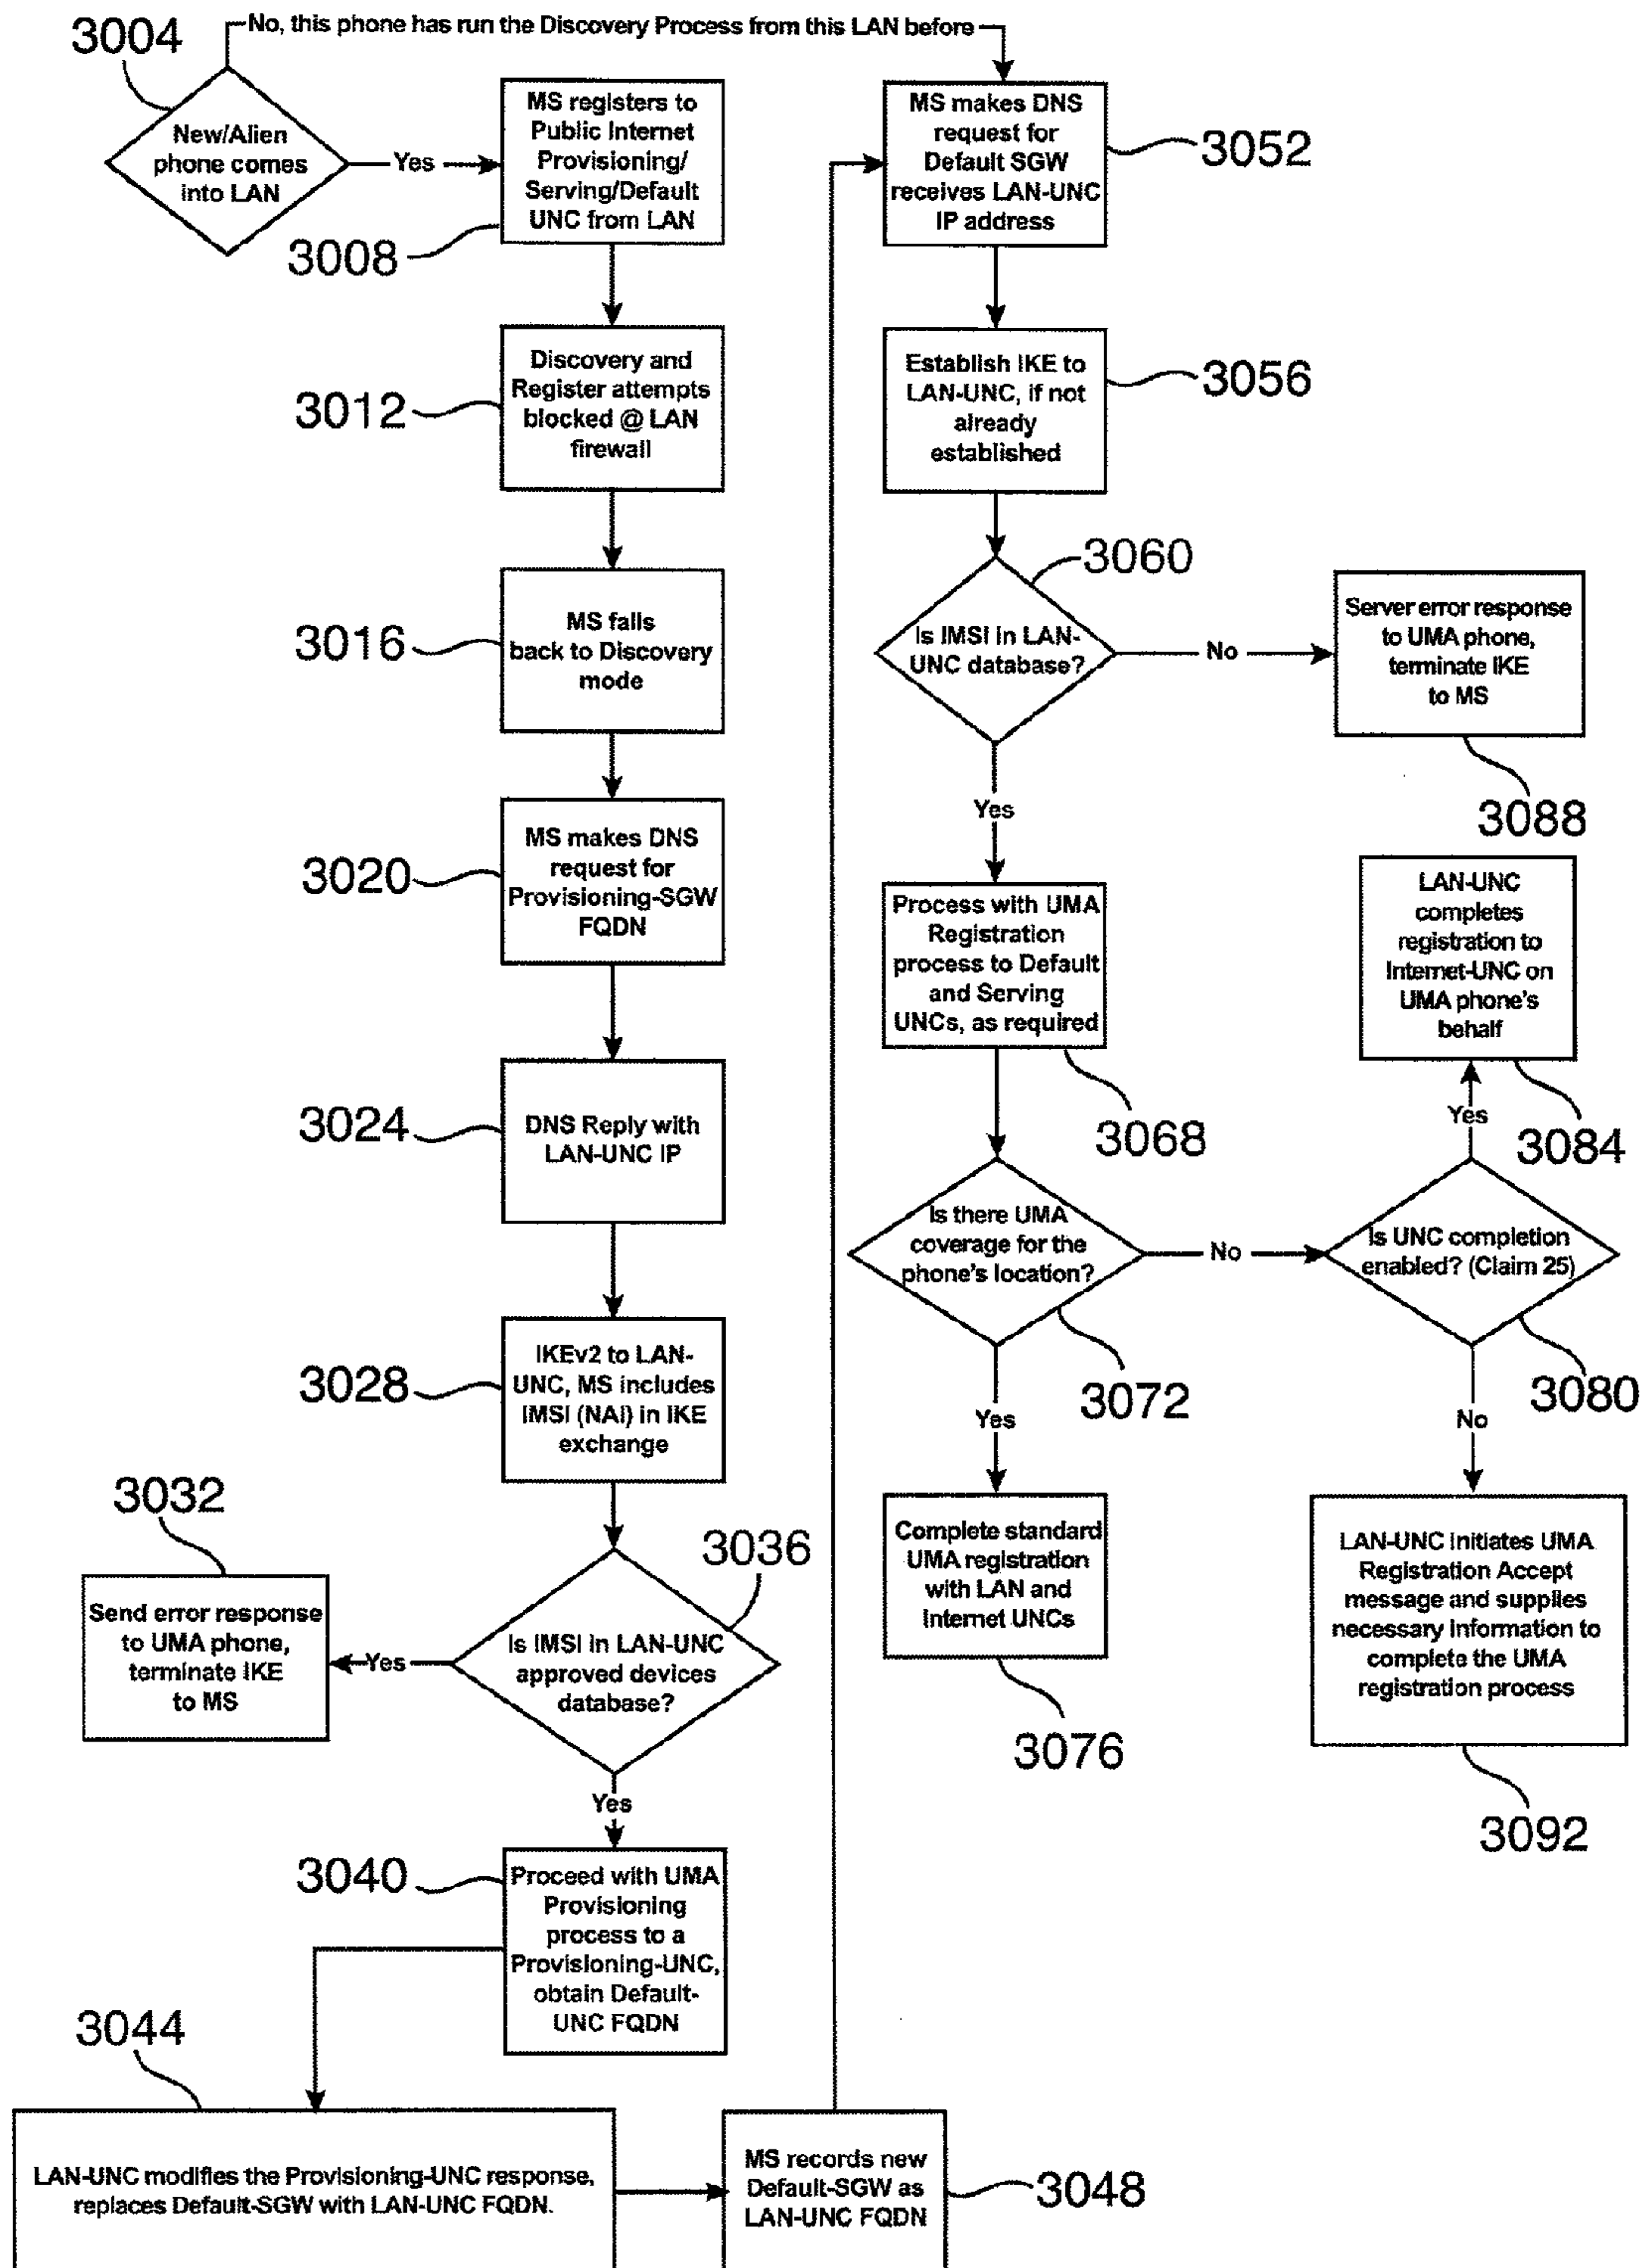 No, this phone has run the Discovery Process from this LAN before
3004
New/Alien
phone comes
into LAN
Yes
MS registers to
Public Internet
Provisioning/
Serving/Default
UNC from LAN
3008
Discovery and
Register attempts
blocked @ LAN
firewall
3012
MS falls
back to Discovery
mode
3016
MS makes DNS
request for
Provisioning-SGW
FQDN
3020
DNS Reply with
LAN-UNC IP
3024
IKEv2 to LAN-
UNC, MS includes
IMSI (NAI) in IKE
exchange
3028
3032
Send error response
to UMA phone,
terminate IKE
to MS
Yes
3036
Is IMSI in LAN-UNC
approved devices
database?
Yes
3040
Proceed with UMA
Provisioning
process to a
Provisioning-UNC,
obtain Default-
UNC FQDN
3044
LAN-UNC modifies the Provisioning-UNC response,
replaces Default-SGW with LAN-UNC FQDN.
MS records new
Default-SGW as
LAN-UNC FQDN
3048
MS makes DNS
request for
Default SGW
receives LAN-UNC
IP address
3052
Establish IKE to
LAN-UNC, if not
already
established
3056
3060
Is IMSI in LAN-
UNC database?
No
Server error response
to UMA phone,
terminate IKE
to MS
3088
Yes
Process with UMA
Registration
process to Default
and Serving
UNCs, as required
3068
Is there UMA
coverage for the
phone's location?
3072
No
Is UNC completion
enabled? (Claim 25)
3080
Yes
LAN-UNC
completes
registration to
Internet-UNC on
UMA phone's
behalf
3084
Yes
Complete standard
UMA registration
with LAN and
Internet UNCs
3076
No
LAN-UNC initiates UMA
Registration Accept
message and supplies
necessary information to
complete the UMA
registration process
3092